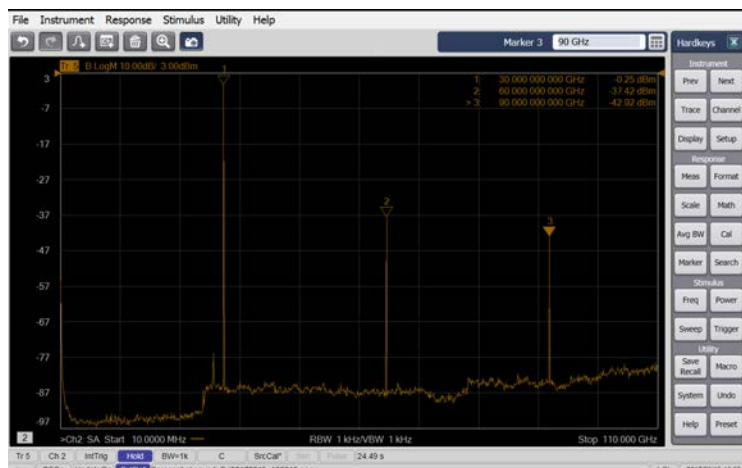 File Instrument Response Stimulus Utility Help
Marker 3 90 GHz Hardkeys X
Tr 5 B LogM 10.00dB/ 3.00dBm
1: 30.000 000 000 GHz -0.25 dBm
2: 60.000 000 000 GHz -37.42 dBm
> 3: 90.000 000 000 GHz -42.92 dBm
1
2
3
3
-7
-17
-27
-37
-47
-57
-67
-77
-87
-97
2 >Ch2 SA Start 10.0000 MHz RBW 1 kHz/VBW 1 kHz Stop 110.000 GHz
Tr 5 Ch 2 IntTrig Hold BW=1k C SrcCal* Pulse 24.49 s
Instrument
Prev Next
Trace Channel
Display Setup
Response
Meas Format
Scale Math
Avg BW Cal
Marker Search
Stimulus
Freq Power
Sweep Trigger
Utility
Save Recall Macro
System Undo
Help Preset